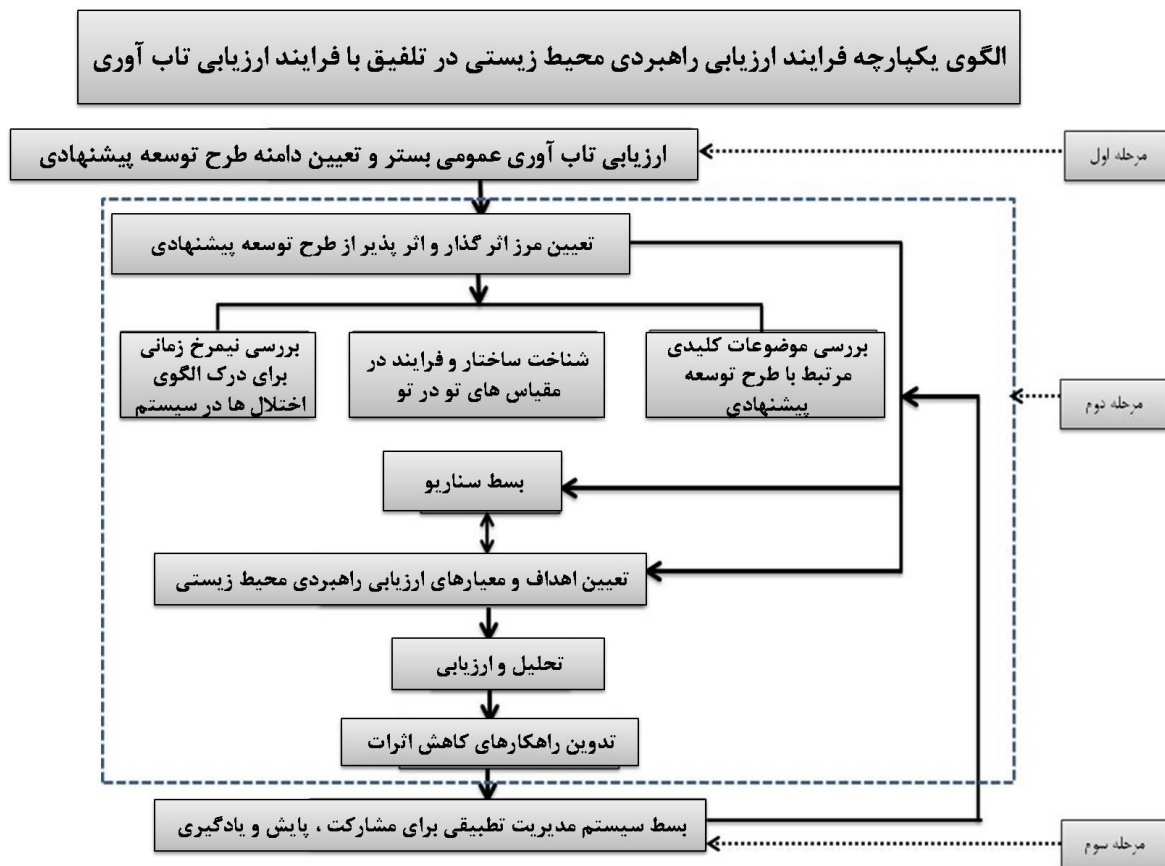 الگوی یکپارچه فرایند ارزیابی راهبردی محیط زیستی در تلفیق با فرایند ارزیابی تاب آوری
ارزیابی تاب آوری عمومی بستر و تعیین دامنه طرح توسعه پیشنهادی
مرحله اول
تعیین مرز اثر گذار و اثر پذیر از طرح توسعه پیشنهادی
بررسی موضوعات کلیدی
مرتبط با طرح توسعه
پیشنهادی
شناخت ساختار و فرایند در
مقیاس های تو در تو
بررسی نیمرخ زمانی
برای درک الگوی
اختلال ها در سیستم
مرحله دوم
بسط سناریو
تعیین اهداف و معیارهای ارزیابی راهبردی محیط زیستی
تحلیل و ارزیابی
تدوین راهکارهای کاهش اثرات
بسط سیستم مدیریت تطبیقی برای مشارکت ، پایش و یادگیری
مرحله سوم